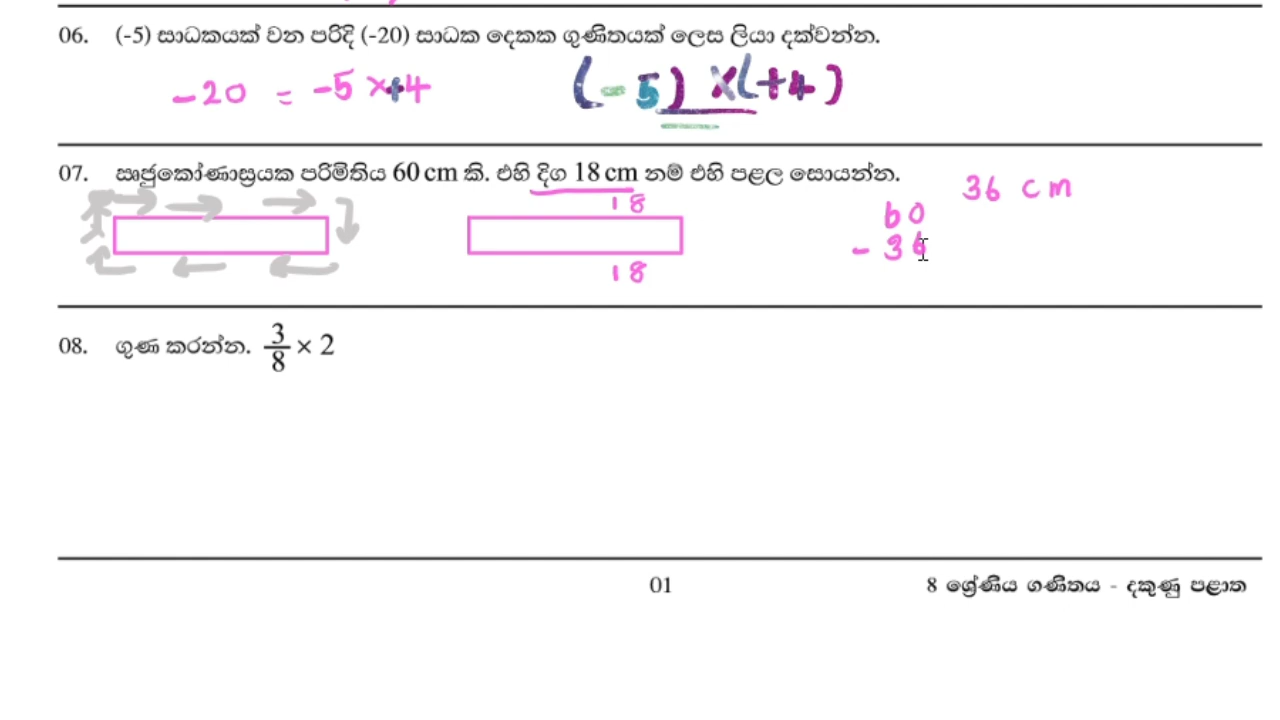 06. (-5) සාධකයක් වන පරිදි (-20) සාධක දෙකක ගුණිතයක් ලෙස ලියා දක්වන්න.
-20 = -5 x+4 (-5) x(+4)
07. ඍජුකෝණාස්‍රයක පරිමිතිය 60 cm කි. එහි දිග 18 cm නම් එහි පළල සොයන්න.
36 cm
18
60
- 36
18
08. ගුණ කරන්න. 3/8 × 2
01 8 ශ්‍රේණිය ගණිතය - දකුණු පළාත